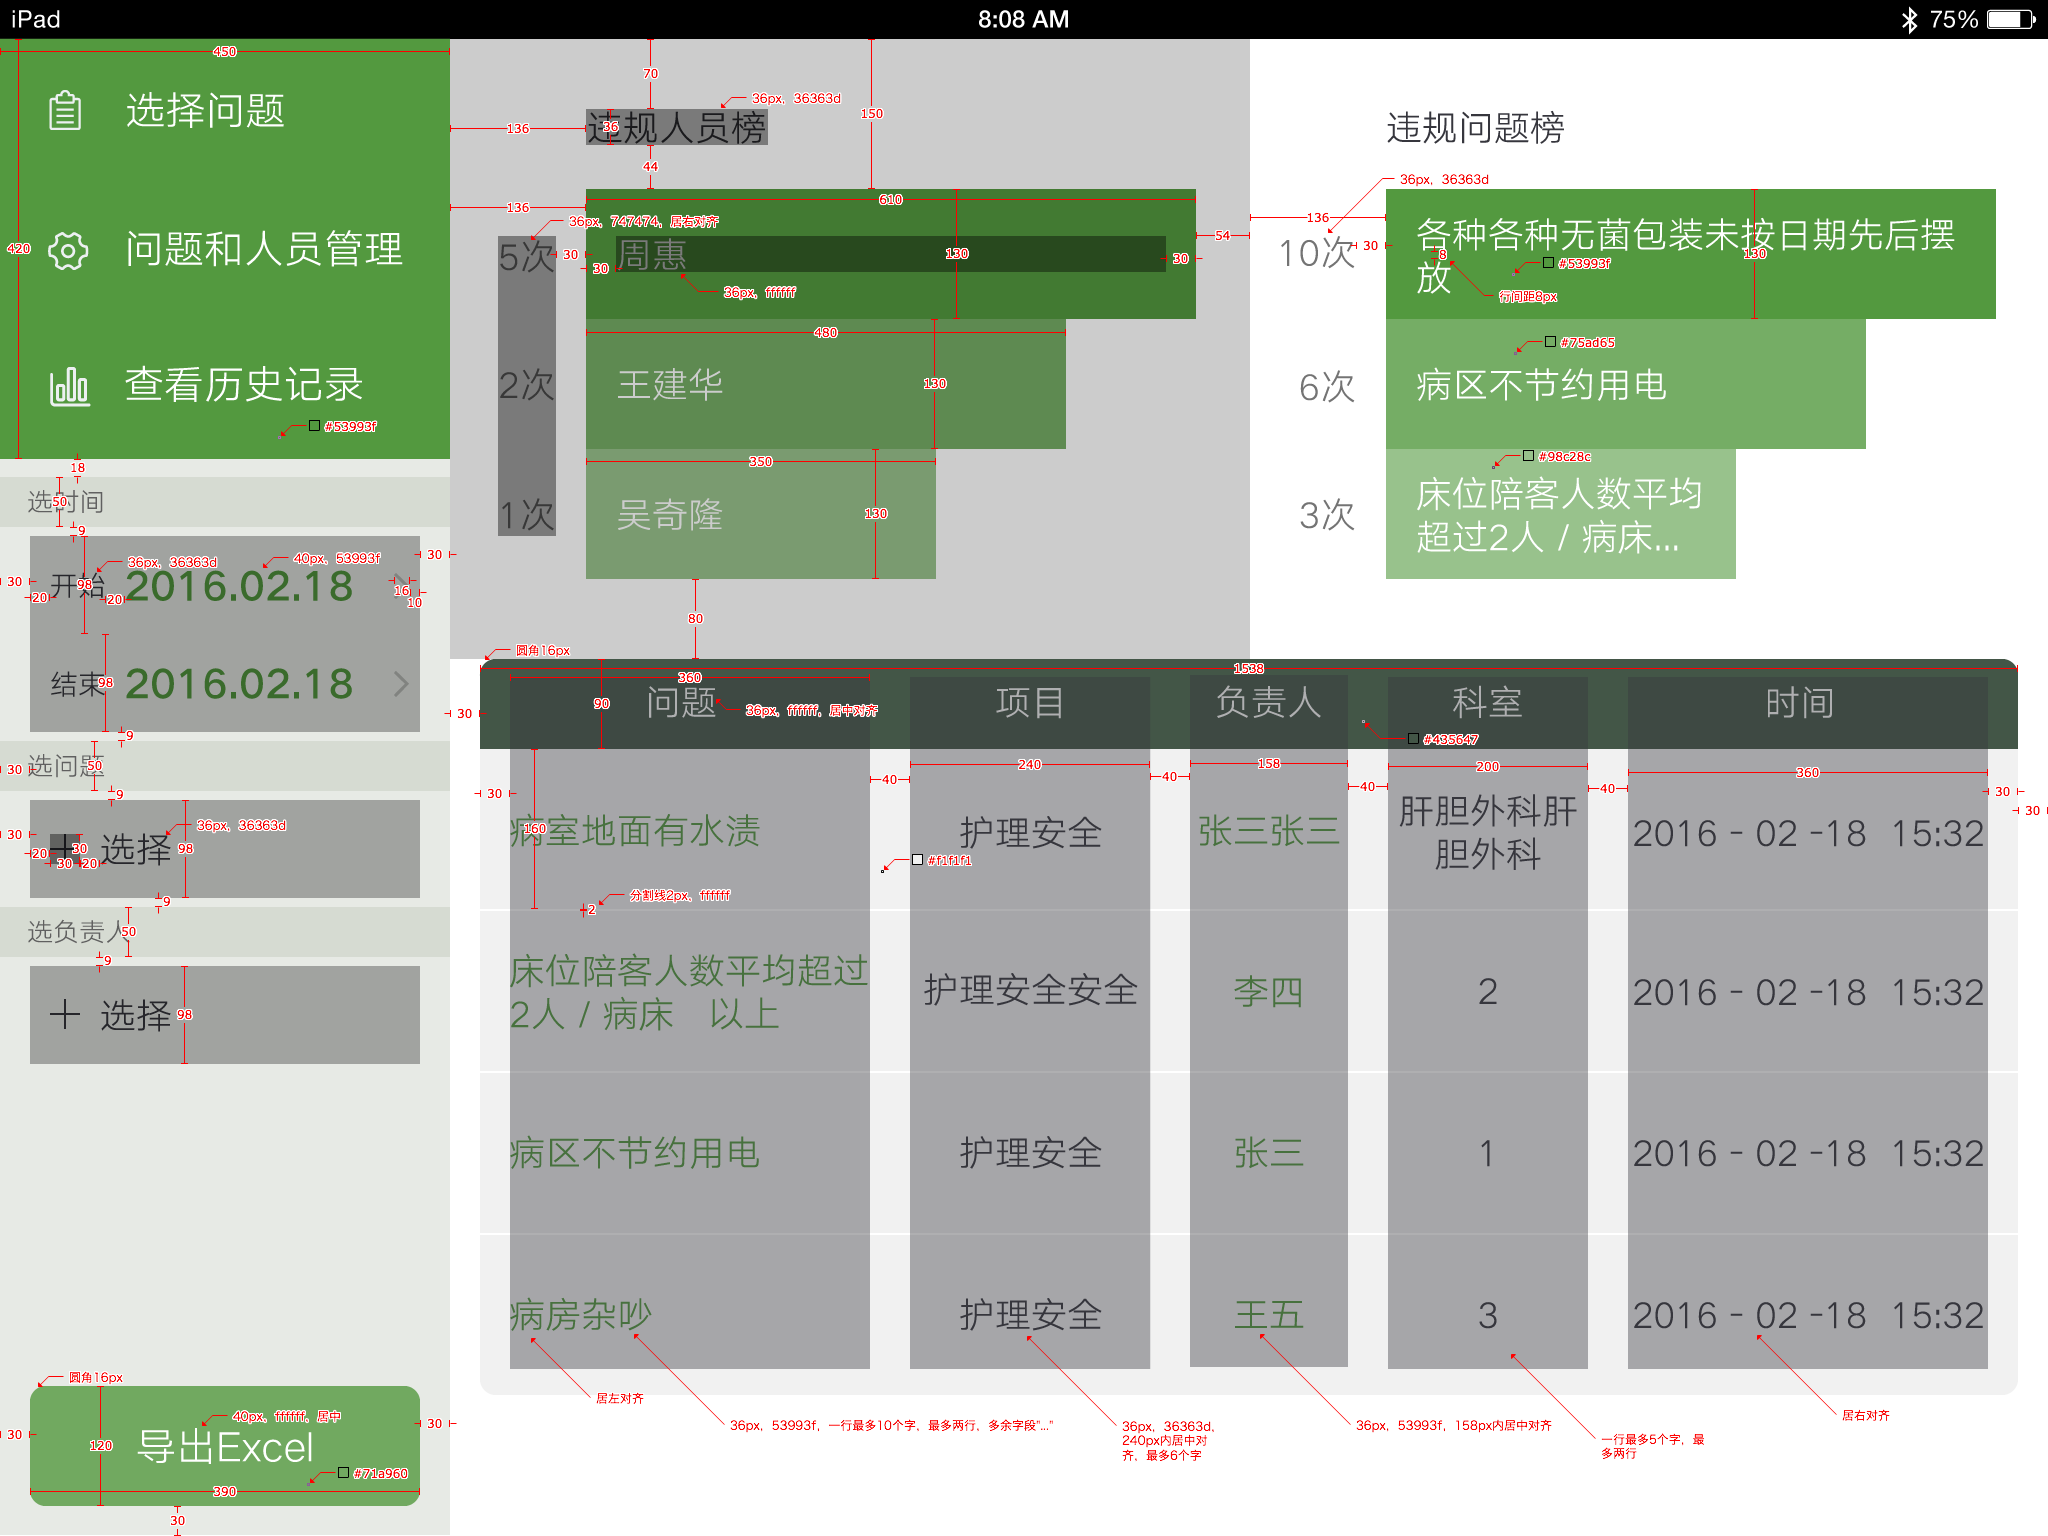 iPad
8:08 AM
75%
450
选择问题
420
问题和人员管理
查看历史记录
#53993f
18
选时间
50
9
36px, 36363d
40px, 53993f
30
98
30
开始
2016.02.18
16
20
20
10
结束
2016.02.18
98
9
30
选问题
50
9
36px, 36363d
30
30
选择
98
20
30
20
9
选负责人
50
9
选择
98
圆角16px
40px, ffffff, 居中
30
30
导出Excel
120
#71a960
390
30
70
36px, 36363d
150
136
36
违规人员榜
44
136
610
36px, 747474, 居右对齐
54
5次
30
周惠
30
130
30
36px, ffffff
480
2次
王建华
130
350
1次
吴奇隆
130
80
违规问题榜
36px, 36363d
136
10次
30
各种各种无菌包装未按日期先后摆
放
8
130
#53993f
行间距8px
#75ad65
6次
病区不节约用电
#98c28c
3次
床位陪客人数平均
超过2人 / 病床...
圆角16px
1538
360
90
30
问题
36px, ffffff, 居中对齐
项目
负责人
科室
时间
#435647
40
240
40
158
40
200
40
360
30
30
30
160
病室地面有水渍
护理安全
张三张三
肝胆外科肝
胆外科
2016 - 02 -18 15:32
#f1f1f1
分割线2px, ffffff
2
床位陪客人数平均超过
2人 / 病床 以上
护理安全安全
李四
2
2016 - 02 -18 15:32
病区不节约用电
护理安全
张三
1
2016 - 02 -18 15:32
病房杂吵
护理安全
王五
3
2016 - 02 -18 15:32
居左对齐
36px, 53993f, 一行最多10个字, 最多两行, 多余字段"..."
36px, 36363d,
240px内居中对
齐, 最多6个字
36px, 53993f, 158px内居中对齐
一行最多5个字, 最
多两行
居右对齐